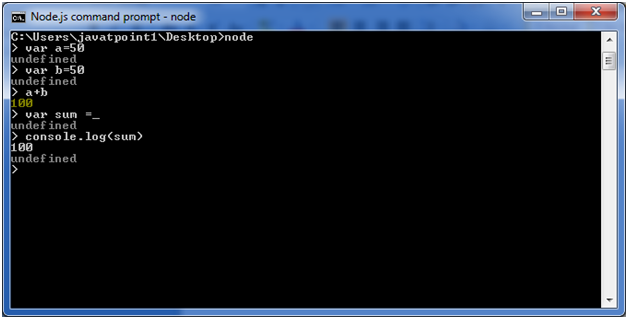 Node.js command prompt - node
C:\Users\javatpoint1\Desktop>node
> var a=50
undefined
> var b=50
undefined
> a+b
100
> var sum =_
undefined
> console.log(sum)
100
undefined
>